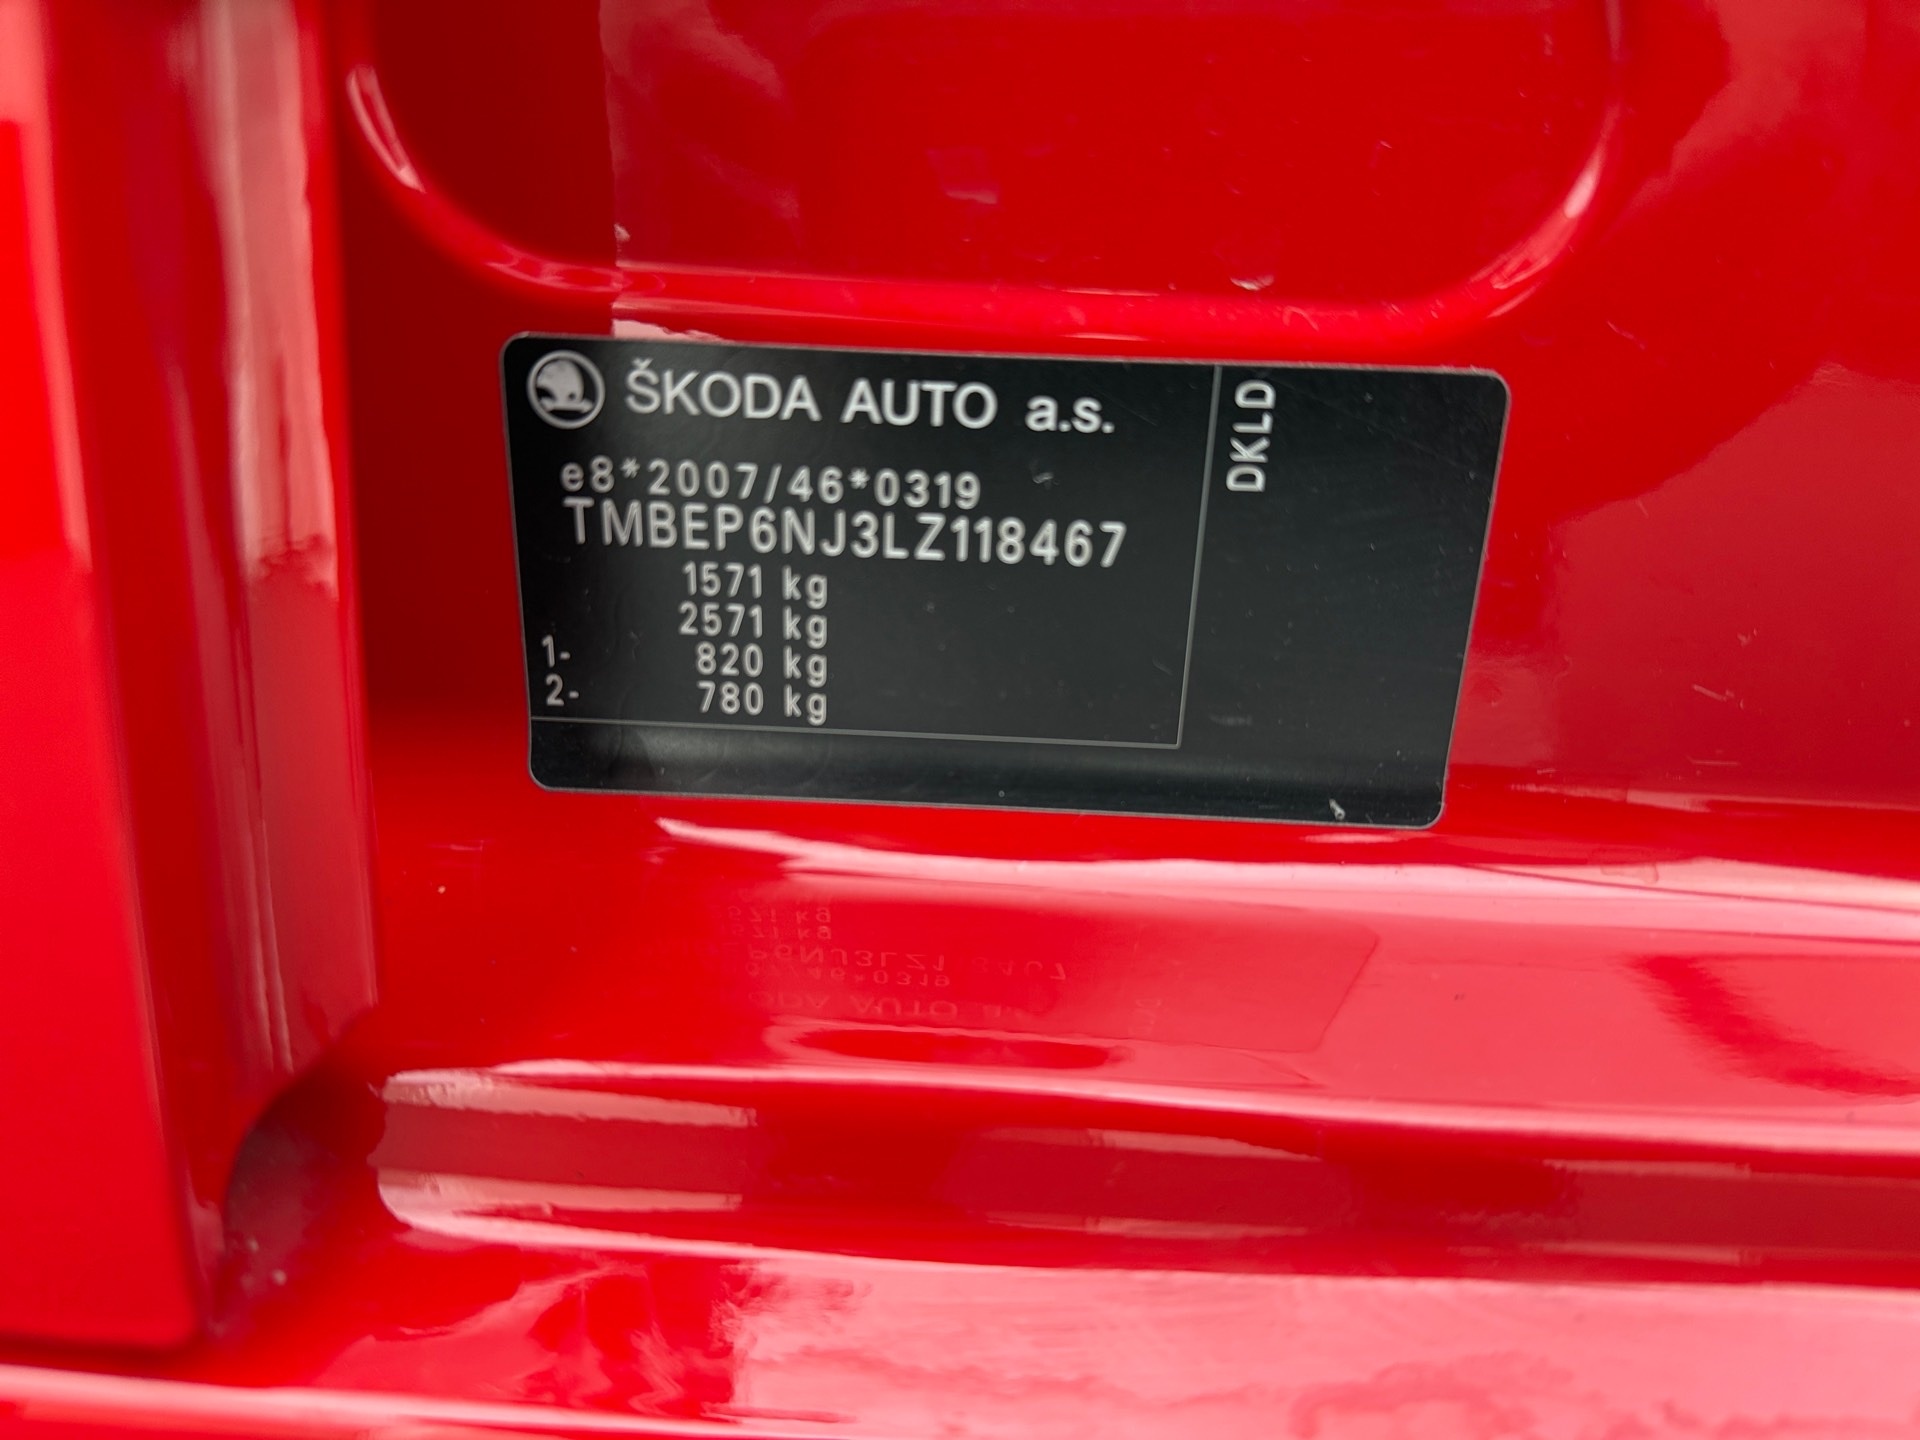 ŠKODA AUTO a.s.
e8*2007/46*0319
TMBEP6NJ3LZ118467
1571 kg
2571 kg
1- 820 kg
2- 780 kg
DKLD